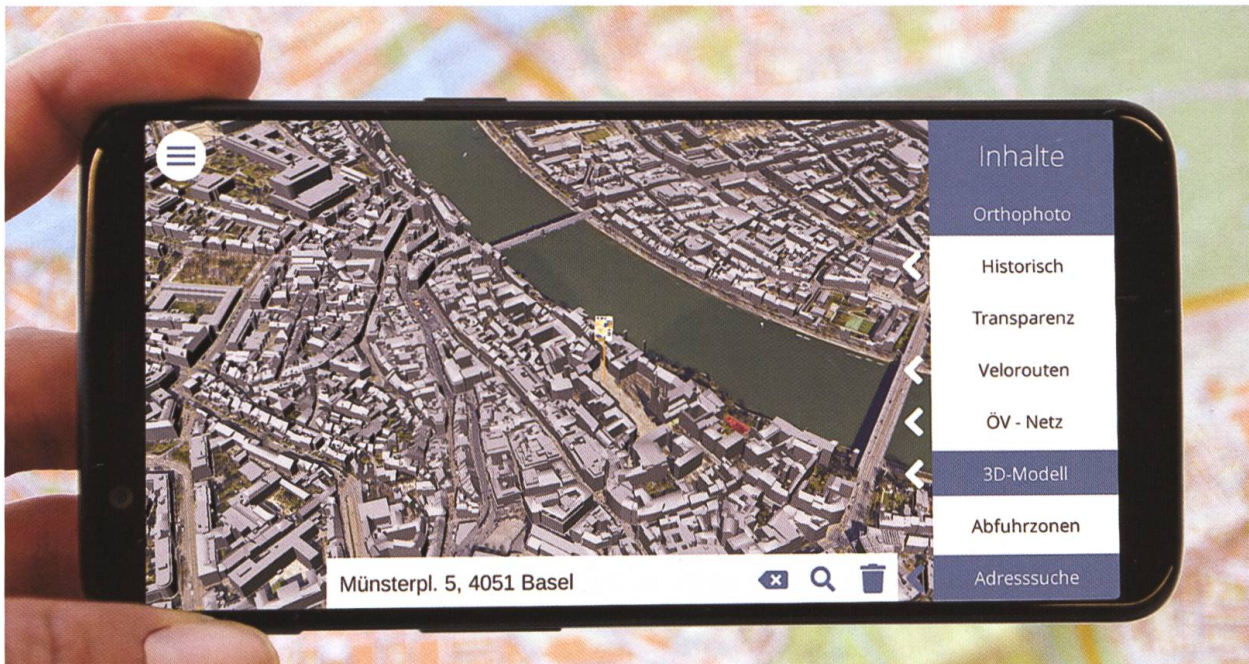 Inhalte
Orthophoto
Historisch
Transparenz
Velorouten
ÖV - Netz
3D-Modell
Abfuhrzonen
Adresssuche
Münsterpl. 5, 4051 Basel